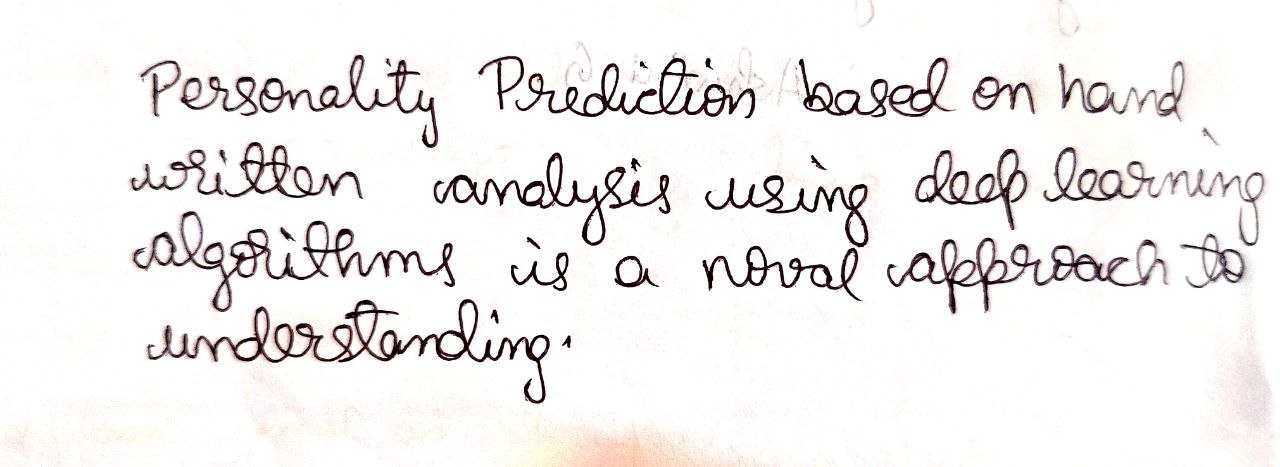 Personality Prediction based on hand
written analysis using deep learning
algorithms is a noval approach to
understanding.